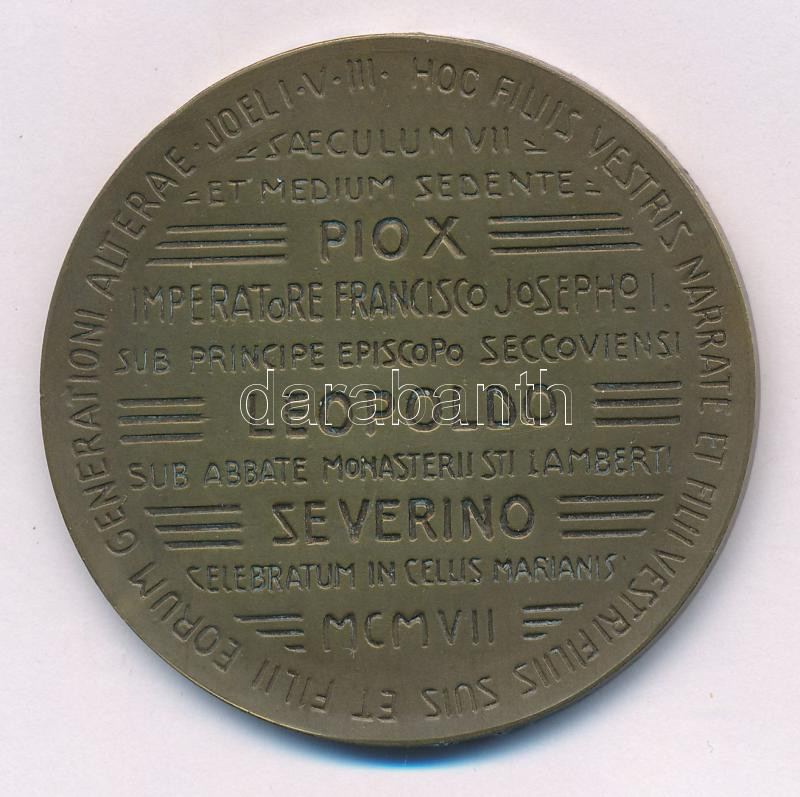 HOC FILIIS VESTRIS NARRATE ET FILII VESTRI FILIIS SUIS ET FILII EORUM GENERATIONI ALTERAE · JOEL I · V · III ·
SAECULUM VII
ET MEDIUM SEDENTE
PIO X
IMPERATORE FRANCISCO JOSEPHO I.
SUB PRINCIPE EPISCOPO SECCOVIENSI
LEOPOLDO
SUB ABBATE MONASTERII STI LAMBERTI
SEVERINO
CELEBRATUM IN CELLIS MARIANIS
MCMVII
darabanth